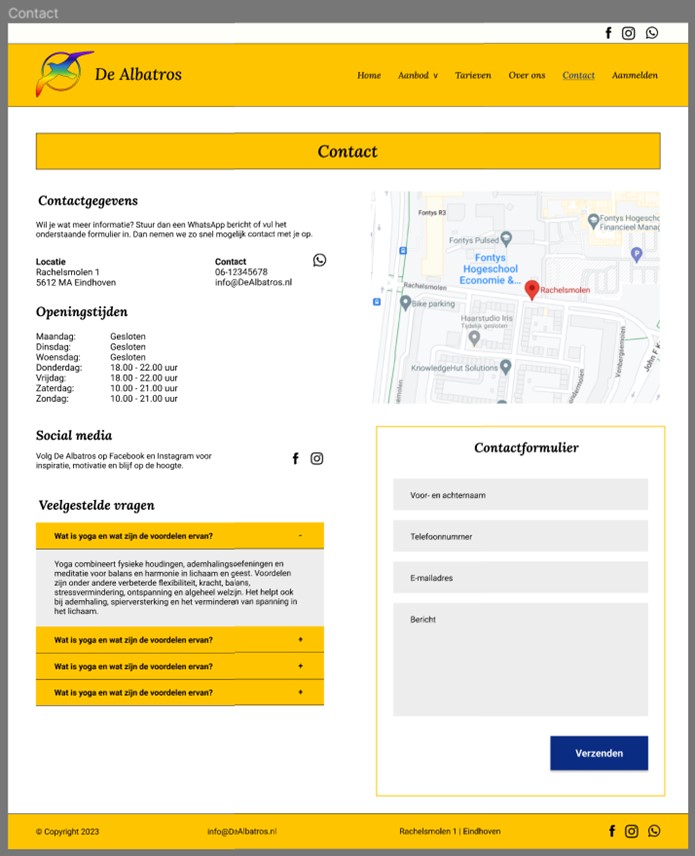 Contact
De Albatros
Home Aanbod v Tarieven Over ons Contact Aanmelden
Contact
Contactgegevens
Wil je wat meer informatie? Stuur dan een WhatsApp bericht of vul het
onderstaande formulier in. Dan nemen we zo snel mogelijk contact met je op.
Locatie
Rachelsmolen 1
5612 MA Eindhoven
Contact
06-12345678
info@DeAlbatros.nl
Openingstijden
Maandag: Gesloten
Dinsdag: Gesloten
Woensdag: Gesloten
Donderdag: 18.00 - 22.00 uur
Vrijdag: 18.00 - 22.00 uur
Zaterdag: 10.00 - 21.00 uur
Zondag: 10.00 - 21.00 uur
Social media
Volg De Albatros op Facebook en Instagram voor
inspiratie, motivatie en blijf op de hoogte.
Veelgestelde vragen
Wat is yoga en wat zijn de voordelen ervan? -
Yoga combineert fysieke houdingen, ademhalingsoefeningen en
meditatie voor balans en harmonie in lichaam en geest. Voordelen
zijn onder andere verbeterde flexibiliteit, kracht, balans,
stressvermindering, ontspanning en algeheel welzijn. Het helpt ook
bij ademhaling, spierversterking en het verminderen van spanning in
het lichaam.
Wat is yoga en wat zijn de voordelen ervan? +
Wat is yoga en wat zijn de voordelen ervan? +
Wat is yoga en wat zijn de voordelen ervan? +
Fontys R3
Fontys Hogescho
Financieel Manag
Fontys Pulsed
P
Fontys
Hogeschool
Economie &...
Rachelsmolen
Rachelsmolen
Bike parking
Haarstudio Iris
Tijdelijk gesloten
KnowledgeHut Solutions
Venbergsemolen
John F K
Contactformulier
Voor- en achternaam
Telefoonnummer
E-mailadres
Bericht
Verzenden
© Copyright 2023
info@DeAlbatros.nl
Rachelsmolen 1 | Eindhoven